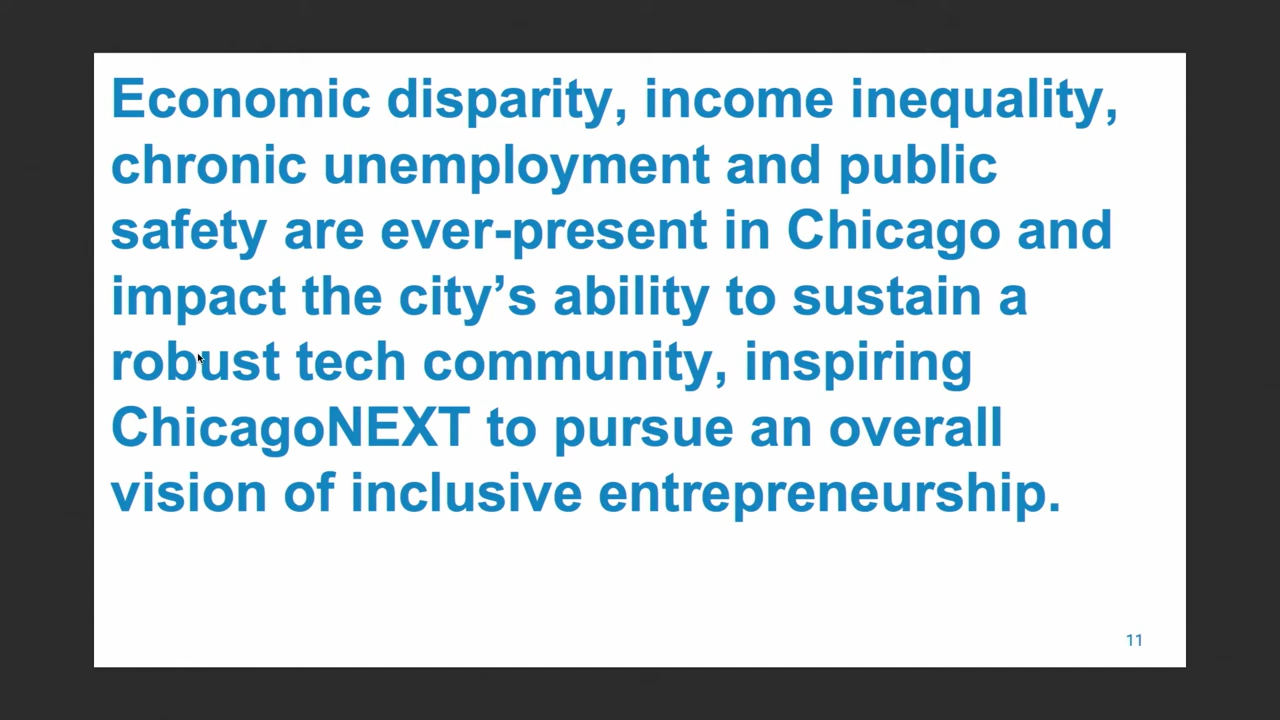 Economic disparity, income inequality,
chronic unemployment and public
safety are ever-present in Chicago and
impact the city’s ability to sustain a
robust tech community, inspiring
ChicagoNEXT to pursue an overall
vision of inclusive entrepreneurship.
11